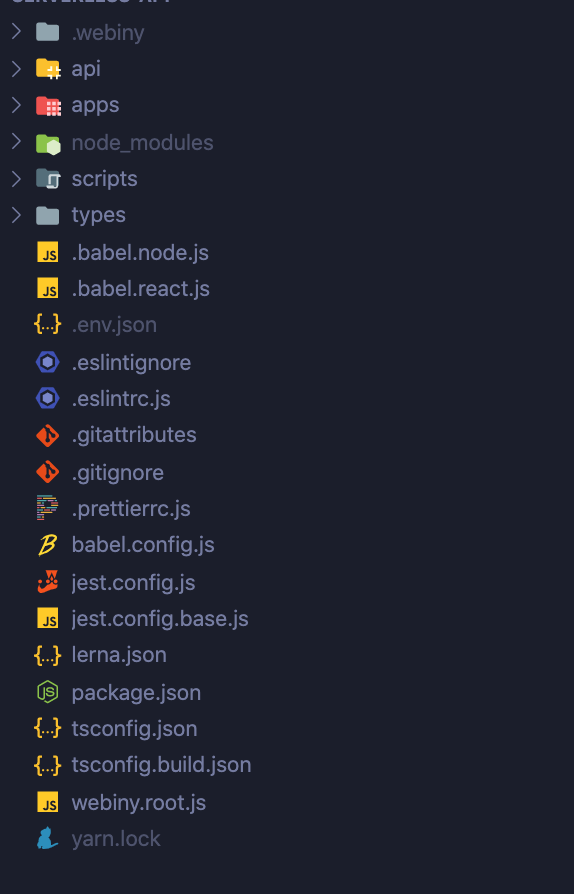 .webiny
api
apps
node_modules
scripts
types
.babel.node.js
.babel.react.js
.env.json
.eslintignore
.eslintrc.js
.gitattributes
.gitignore
.prettierrc.js
babel.config.js
jest.config.js
jest.config.base.js
lerna.json
package.json
tsconfig.json
tsconfig.build.json
webiny.root.js
yarn.lock